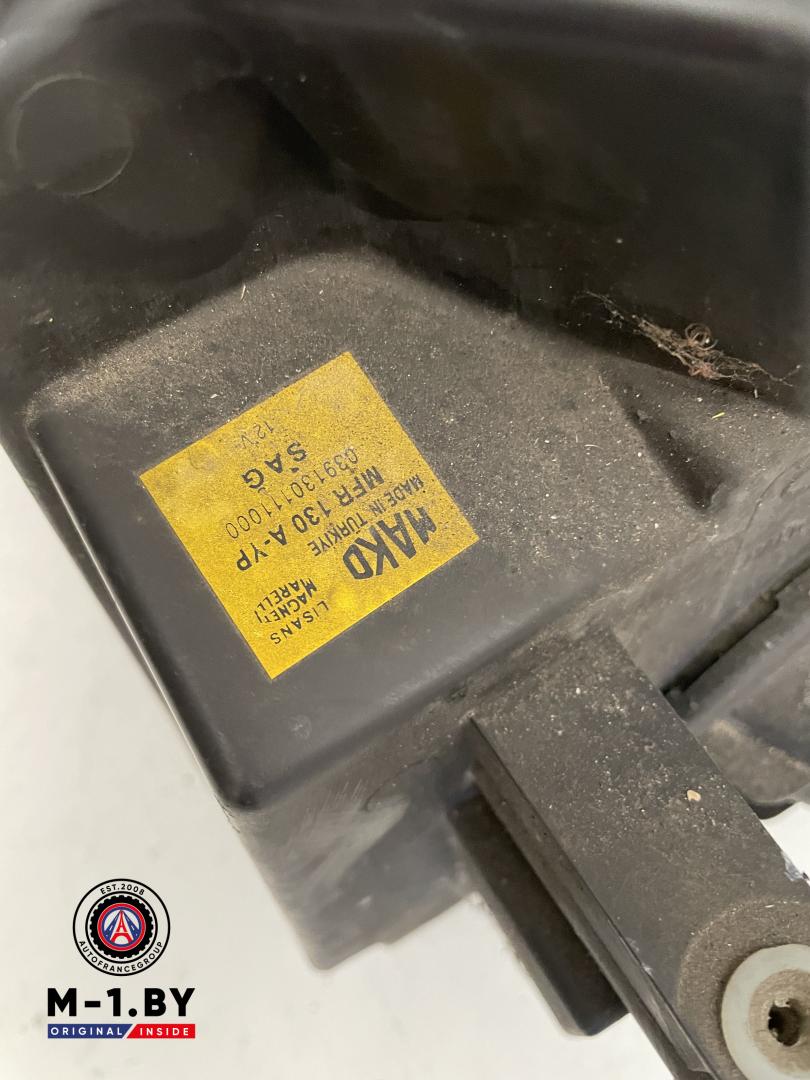 LISANS
MAGNETI
MARELLI
MAKO
MADE IN TURKIYE
MFR 130 A-YP
039130111000
SAĞ
12 V
EST.2008
AUTOFRANCEGROUP
M-1.BY
ORIGINAL INSIDE